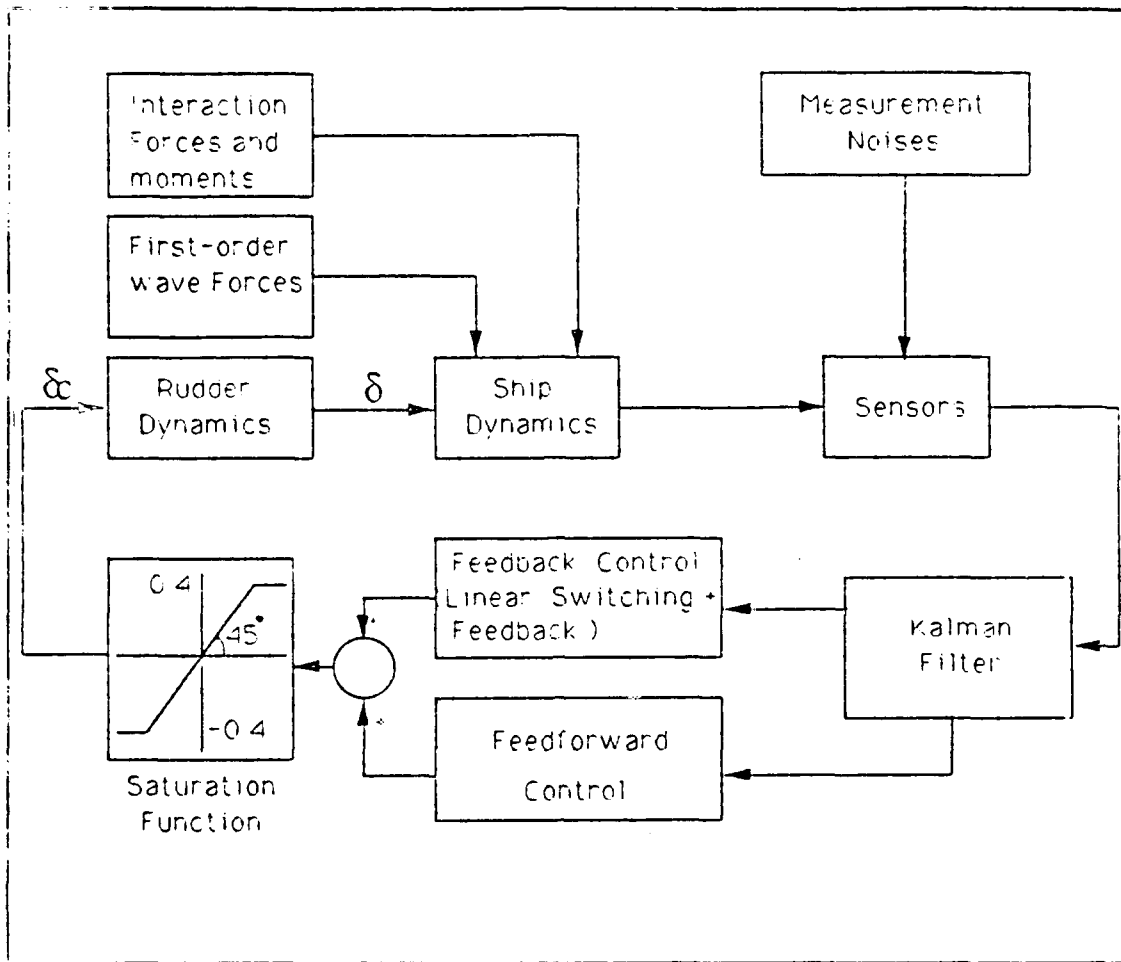 Interaction
Forces and
moments
Measurement
Noises
First-order
wave Forces
δc
Rudder
Dynamics
δ
Ship
Dynamics
Sensors
0.4
45°
-0.4
Saturation
Function
Feedback Control
Linear Switching +
Feedback )
Feedforward
Control
Kalman
Filter